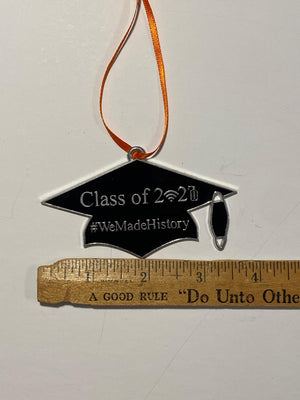 Class of 2020
#WeMadeHistory
1 2 3 4
A GOOD RULE "Do Unto Othe